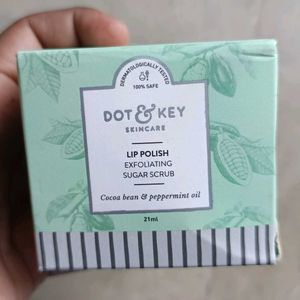 DERMATOLOGICALLY TESTED
100% SAFE
DOT & KEY
SKINCARE
LIP POLISH
EXFOLIATING
SUGAR SCRUB
Cocoa bean & peppermint oil
21ml